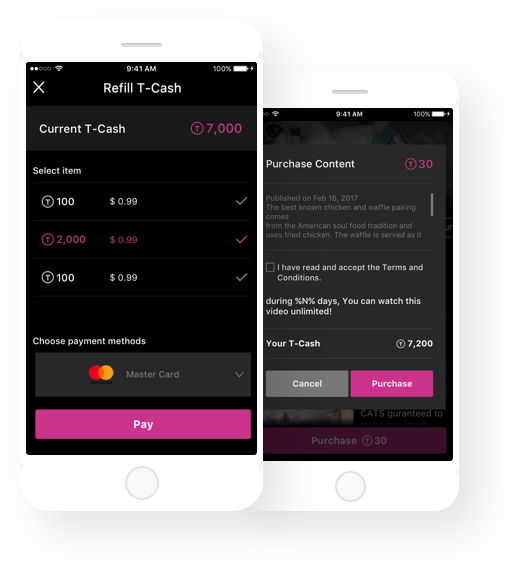 9:41 AM
100%
Refill T-Cash
Current T-Cash
T 7,000
Select item
T 100 $ 0.99
T 2,000 $ 0.99
T 100 $ 0.99
Choose payment methods
Master Card
Pay
9:41 AM
100%
Purchase Content
T 30
Published on Feb 16, 2017
The best known chicken and waffle pairing
comes
from the American soul food tradition and
uses fried chicken. The waffle is served as it
I have read and accept the Terms and
Conditions.
during %N% days, You can watch this
video unlimited!
Your T-Cash
T 7,200
Cancel
Purchase
CATS guranteed to
Purchase T 30